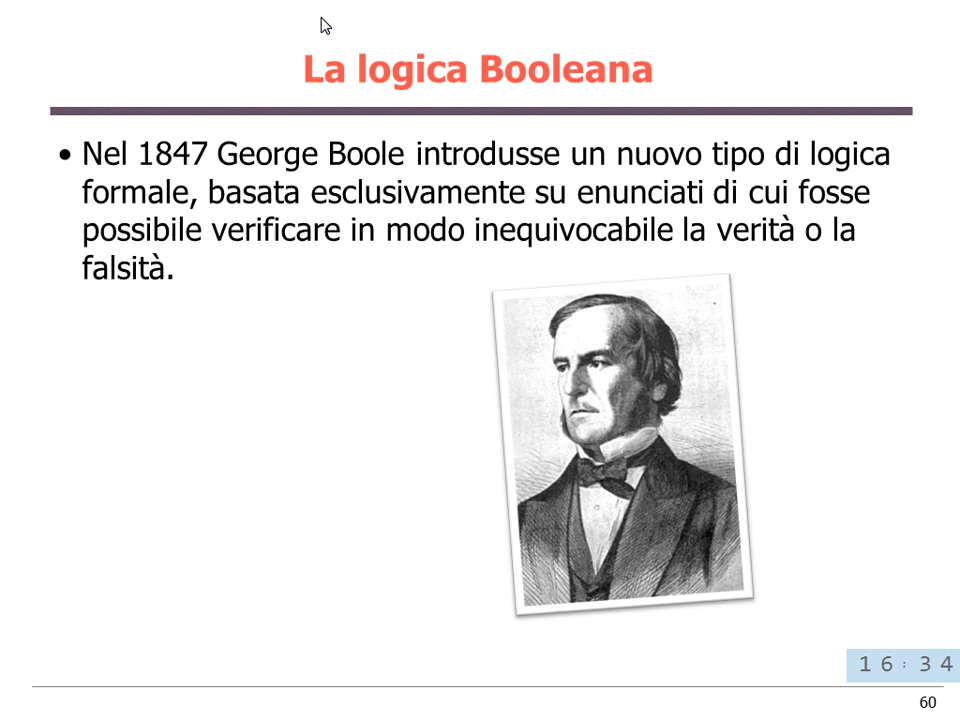 La logica Booleana
• Nel 1847 George Boole introdusse un nuovo tipo di logica
formale, basata esclusivamente su enunciati di cui fosse
possibile verificare in modo inequivocabile la verità o la
falsità.
16:34
60